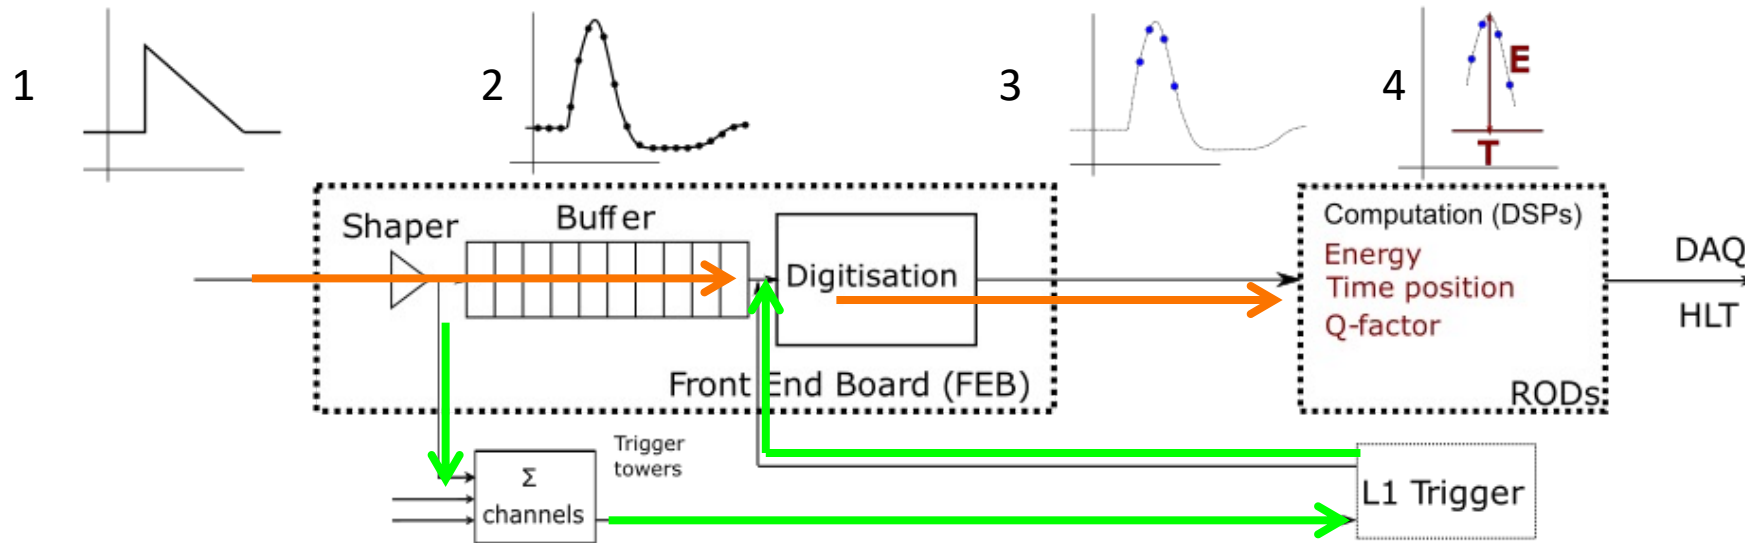 1
2
3
4
E
T
Shaper
Buffer
Digitisation
Front End Board (FEB)
Computation (DSPs)
Energy
Time position
Q-factor
RODs
DAQ
HLT
Σ
channels
Trigger
towers
L1 Trigger